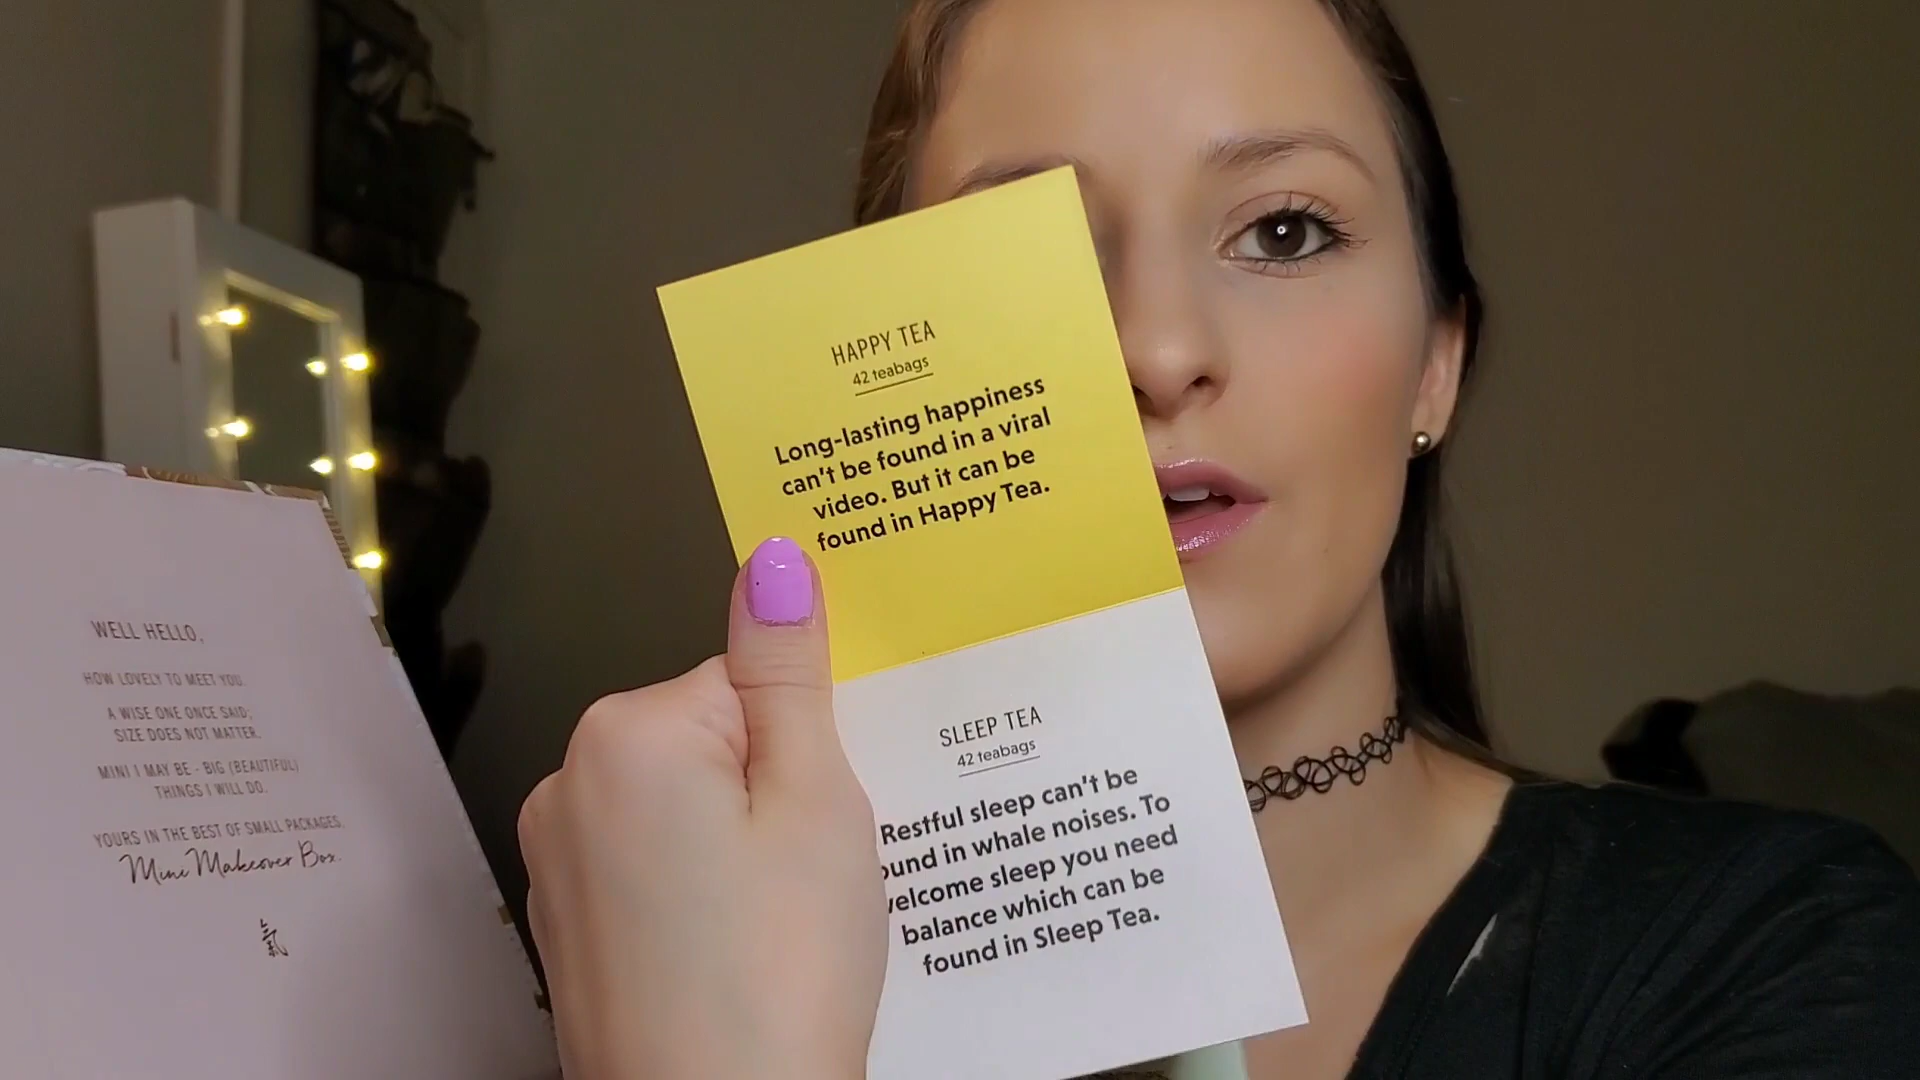 WELL HELLO,
HOW LOVELY TO MEET YOU.
A WISE ONE ONCE SAID;
SIZE DOES NOT MATTER.
MINI I MAY BE - BIG (BEAUTIFUL)
THINGS I WILL DO.
YOURS IN THE BEST OF SMALL PACKAGES.
Mini Makeover Box.
氣
HAPPY TEA
42 teabags
Long-lasting happiness
can't be found in a viral
video. But it can be
found in Happy Tea.
SLEEP TEA
42 teabags
Restful sleep can't be
in whale noises. To
sleep you need
balance which can be
found in Sleep Tea.